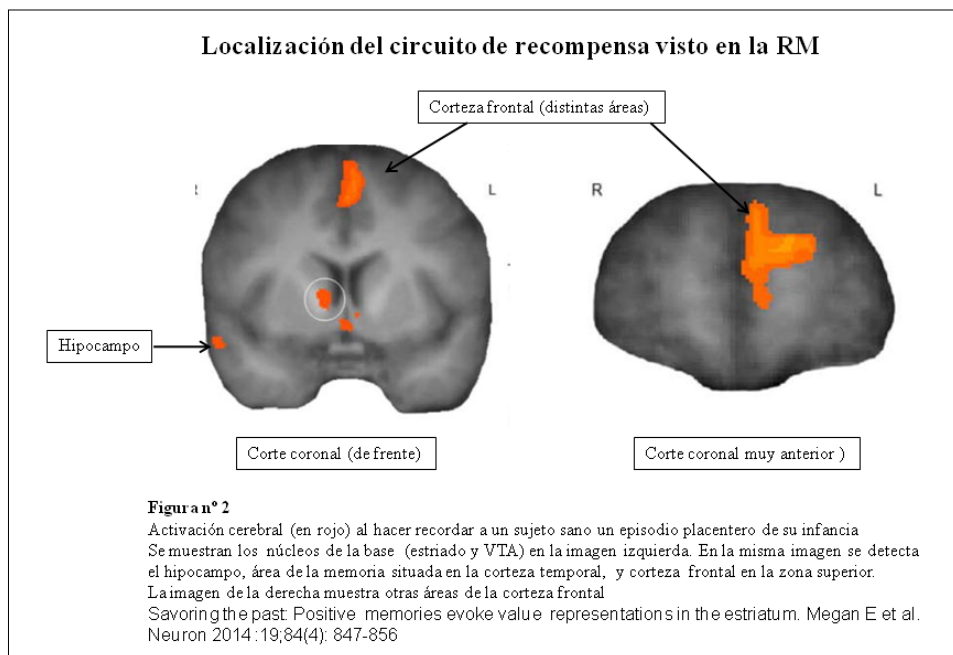 Localización del circuito de recompensa visto en la RM
Corteza frontal (distintas áreas)
R
L
R
L
Hipocampo
Corte coronal (de frente)
Corte coronal muy anterior )
Figura nº 2
Activación cerebral (en rojo) al hacer recordar a un sujeto sano un episodio placentero de su infancia
Se muestran los núcleos de la base (estriado y VTA) en la imagen izquierda. En la misma imagen se detecta
el hipocampo, área de la memoria situada en la corteza temporal, y corteza frontal en la zona superior.
La imagen de la derecha muestra otras áreas de la corteza frontal
Savoring the past: Positive memories evoke value representations in the estriatum. Megan E et al.
Neuron 2014 :19;84(4): 847-856